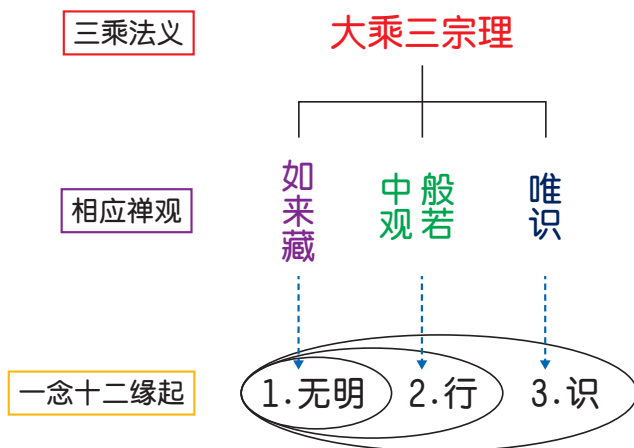 三乘法义
大乘三宗理
相应禅观
如来藏
般若
中观
唯识
一念十二缘起
1.无明
2.行
3.识